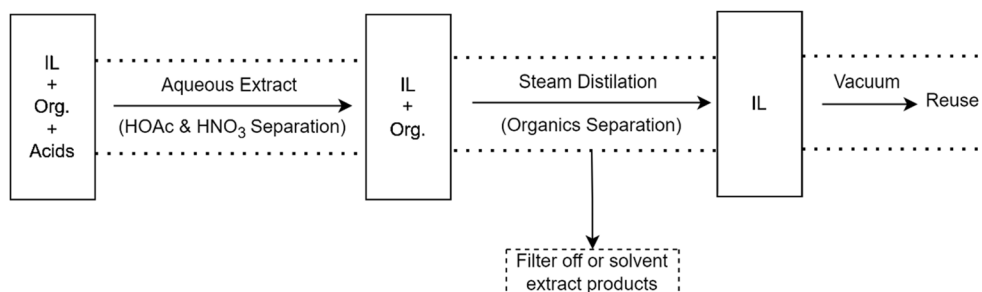 IL
+
Org.
+
Acids
Aqueous Extract
(HOAc & HNO3 Separation)
IL
+
Org.
Steam Distilation
(Organics Separation)
IL
Vacuum
Reuse
Filter off or solvent
extract products